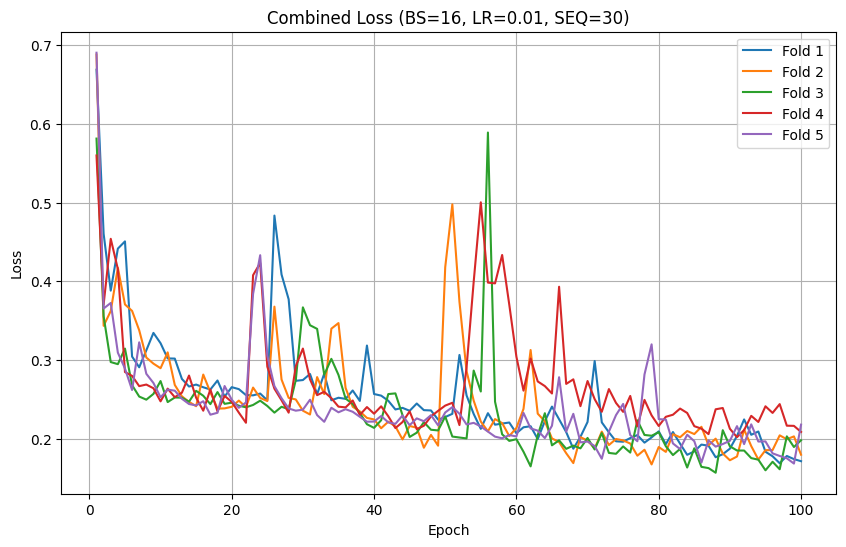 Combined Loss (BS=16, LR=0.01, SEQ=30)
Fold 1
Fold 2
Fold 3
Fold 4
Fold 5
Loss
0.7
0.6
0.5
0.4
0.3
0.2
0 20 40 60 80 100
Epoch